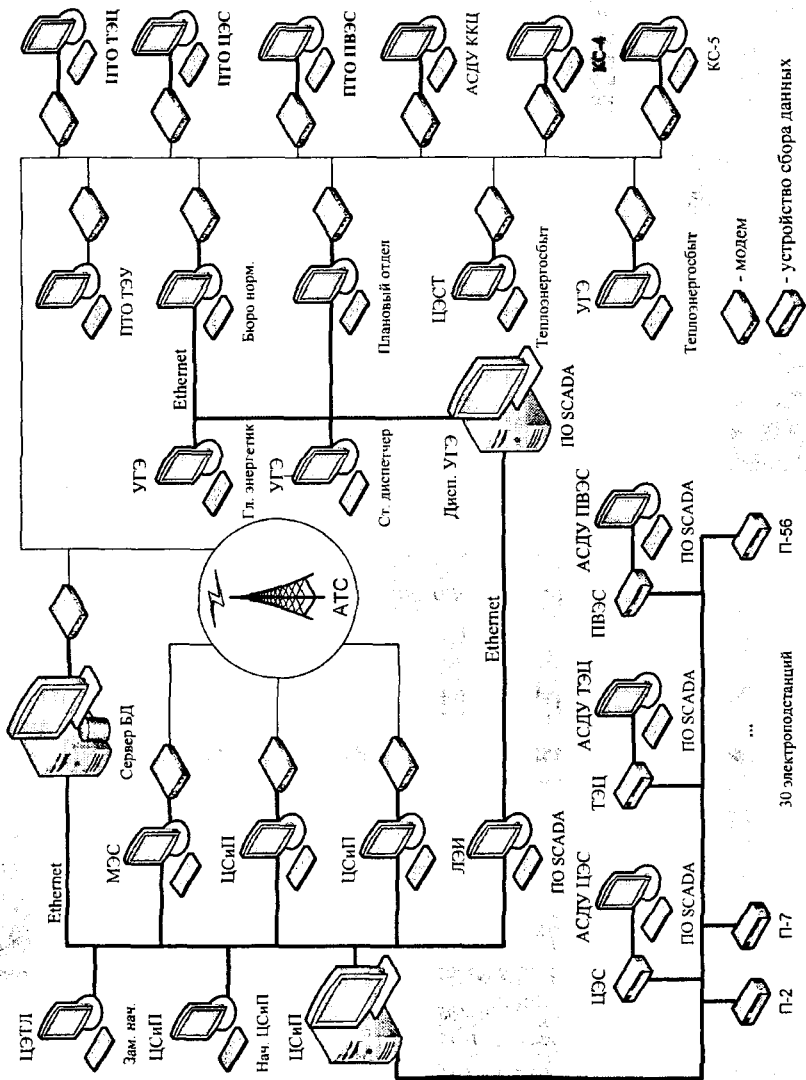 ЦЭТЛ
Зам. нач.
ЦСиП
Нач. ЦСиП
ЦСиП
Ethernet
Сервер БД
МЭС
ЦСиП
ЦСиП
ЛЭИ
ПО SCADA
АТС
Ethernet
УГЭ
Гл. энергетик
УГЭ
Ст. диспетчер
Дисп. УГЭ
ПО SCADA
Ethernet
ПТО ТЭУ
Бюро норм.
Плановый отдел
ЦЭСТ
Теплоэнергосбыт
УГЭ
Теплоэнергосбыт
ПТО ТЭЦ
ПТО ЦЭС
ПТО ПВЭС
АСДУ ККЦ
КС-4
КС-5
ЦЭС
АСДУ ЦЭС
ПО SCADA
ТЭЦ
АСДУ ТЭЦ
ПО SCADA
ПВЭС
АСДУ ПВЭС
ПО SCADA
П-2
П-7
...
30 электроподстанций
П-56
- модем
- устройство сбора данных